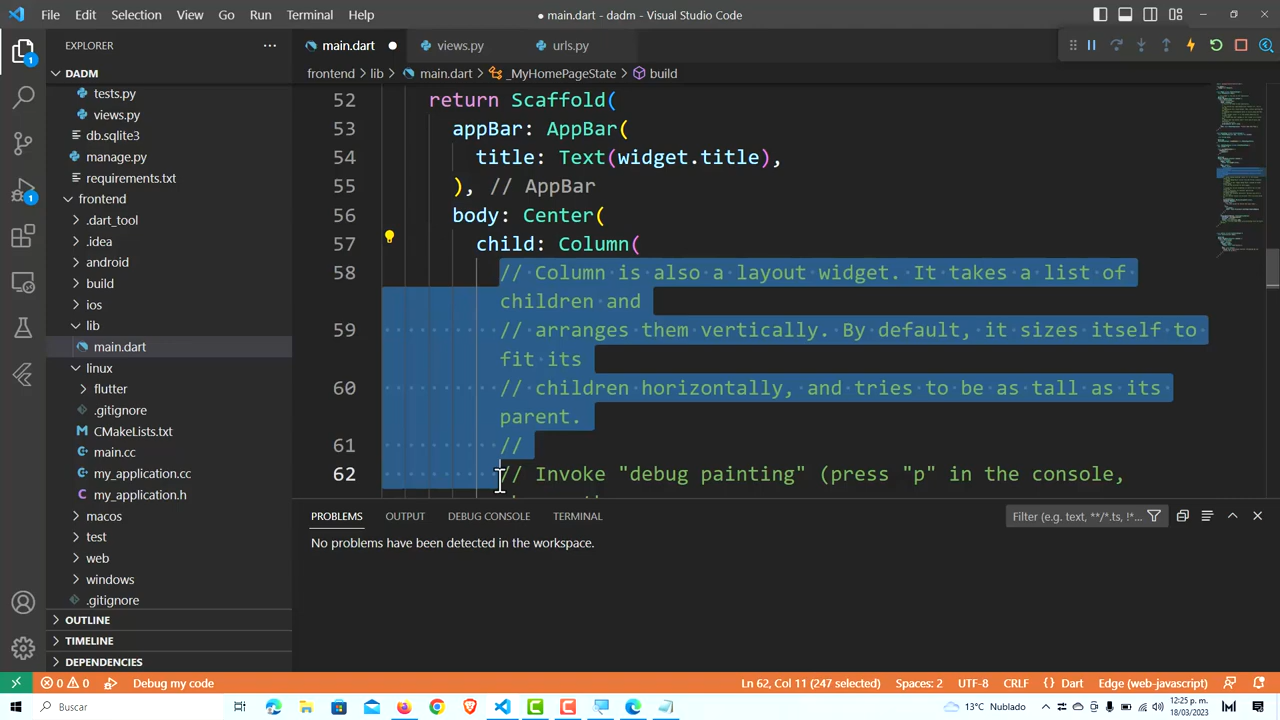 File Edit Selection View Go Run Terminal Help
● main.dart - dadm - Visual Studio Code
EXPLORER
DADM
tests.py
views.py
db.sqlite3
manage.py
requirements.txt
frontend
.dart_tool
.idea
android
build
ios
lib
main.dart
linux
flutter
.gitignore
CMakeLists.txt
main.cc
my_application.cc
my_application.h
macos
test
web
windows
.gitignore
OUTLINE
TIMELINE
DEPENDENCIES
main.dart ● views.py urls.py
frontend > lib > main.dart > _MyHomePageState > build
52 return Scaffold(
53 appBar: AppBar(
54 title: Text(widget.title),
55 ), // AppBar
56 body: Center(
57 child: Column(
58 // Column is also a layout widget. It takes a list of
children and
59 // arranges them vertically. By default, it sizes itself to
fit its
60 // children horizontally, and tries to be as tall as its
parent.
61 //
62 // Invoke "debug painting" (press "p" in the console,
PROBLEMS OUTPUT DEBUG CONSOLE TERMINAL
Filter (e.g. text, **/*.ts, !*...
No problems have been detected in the workspace.
0 0 Debug my code
Ln 62, Col 11 (247 selected) Spaces: 2 UTF-8 CRLF {} Dart Edge (web-javascript)
Buscar
13°C Nublado
12:25 p. m.
18/03/2023